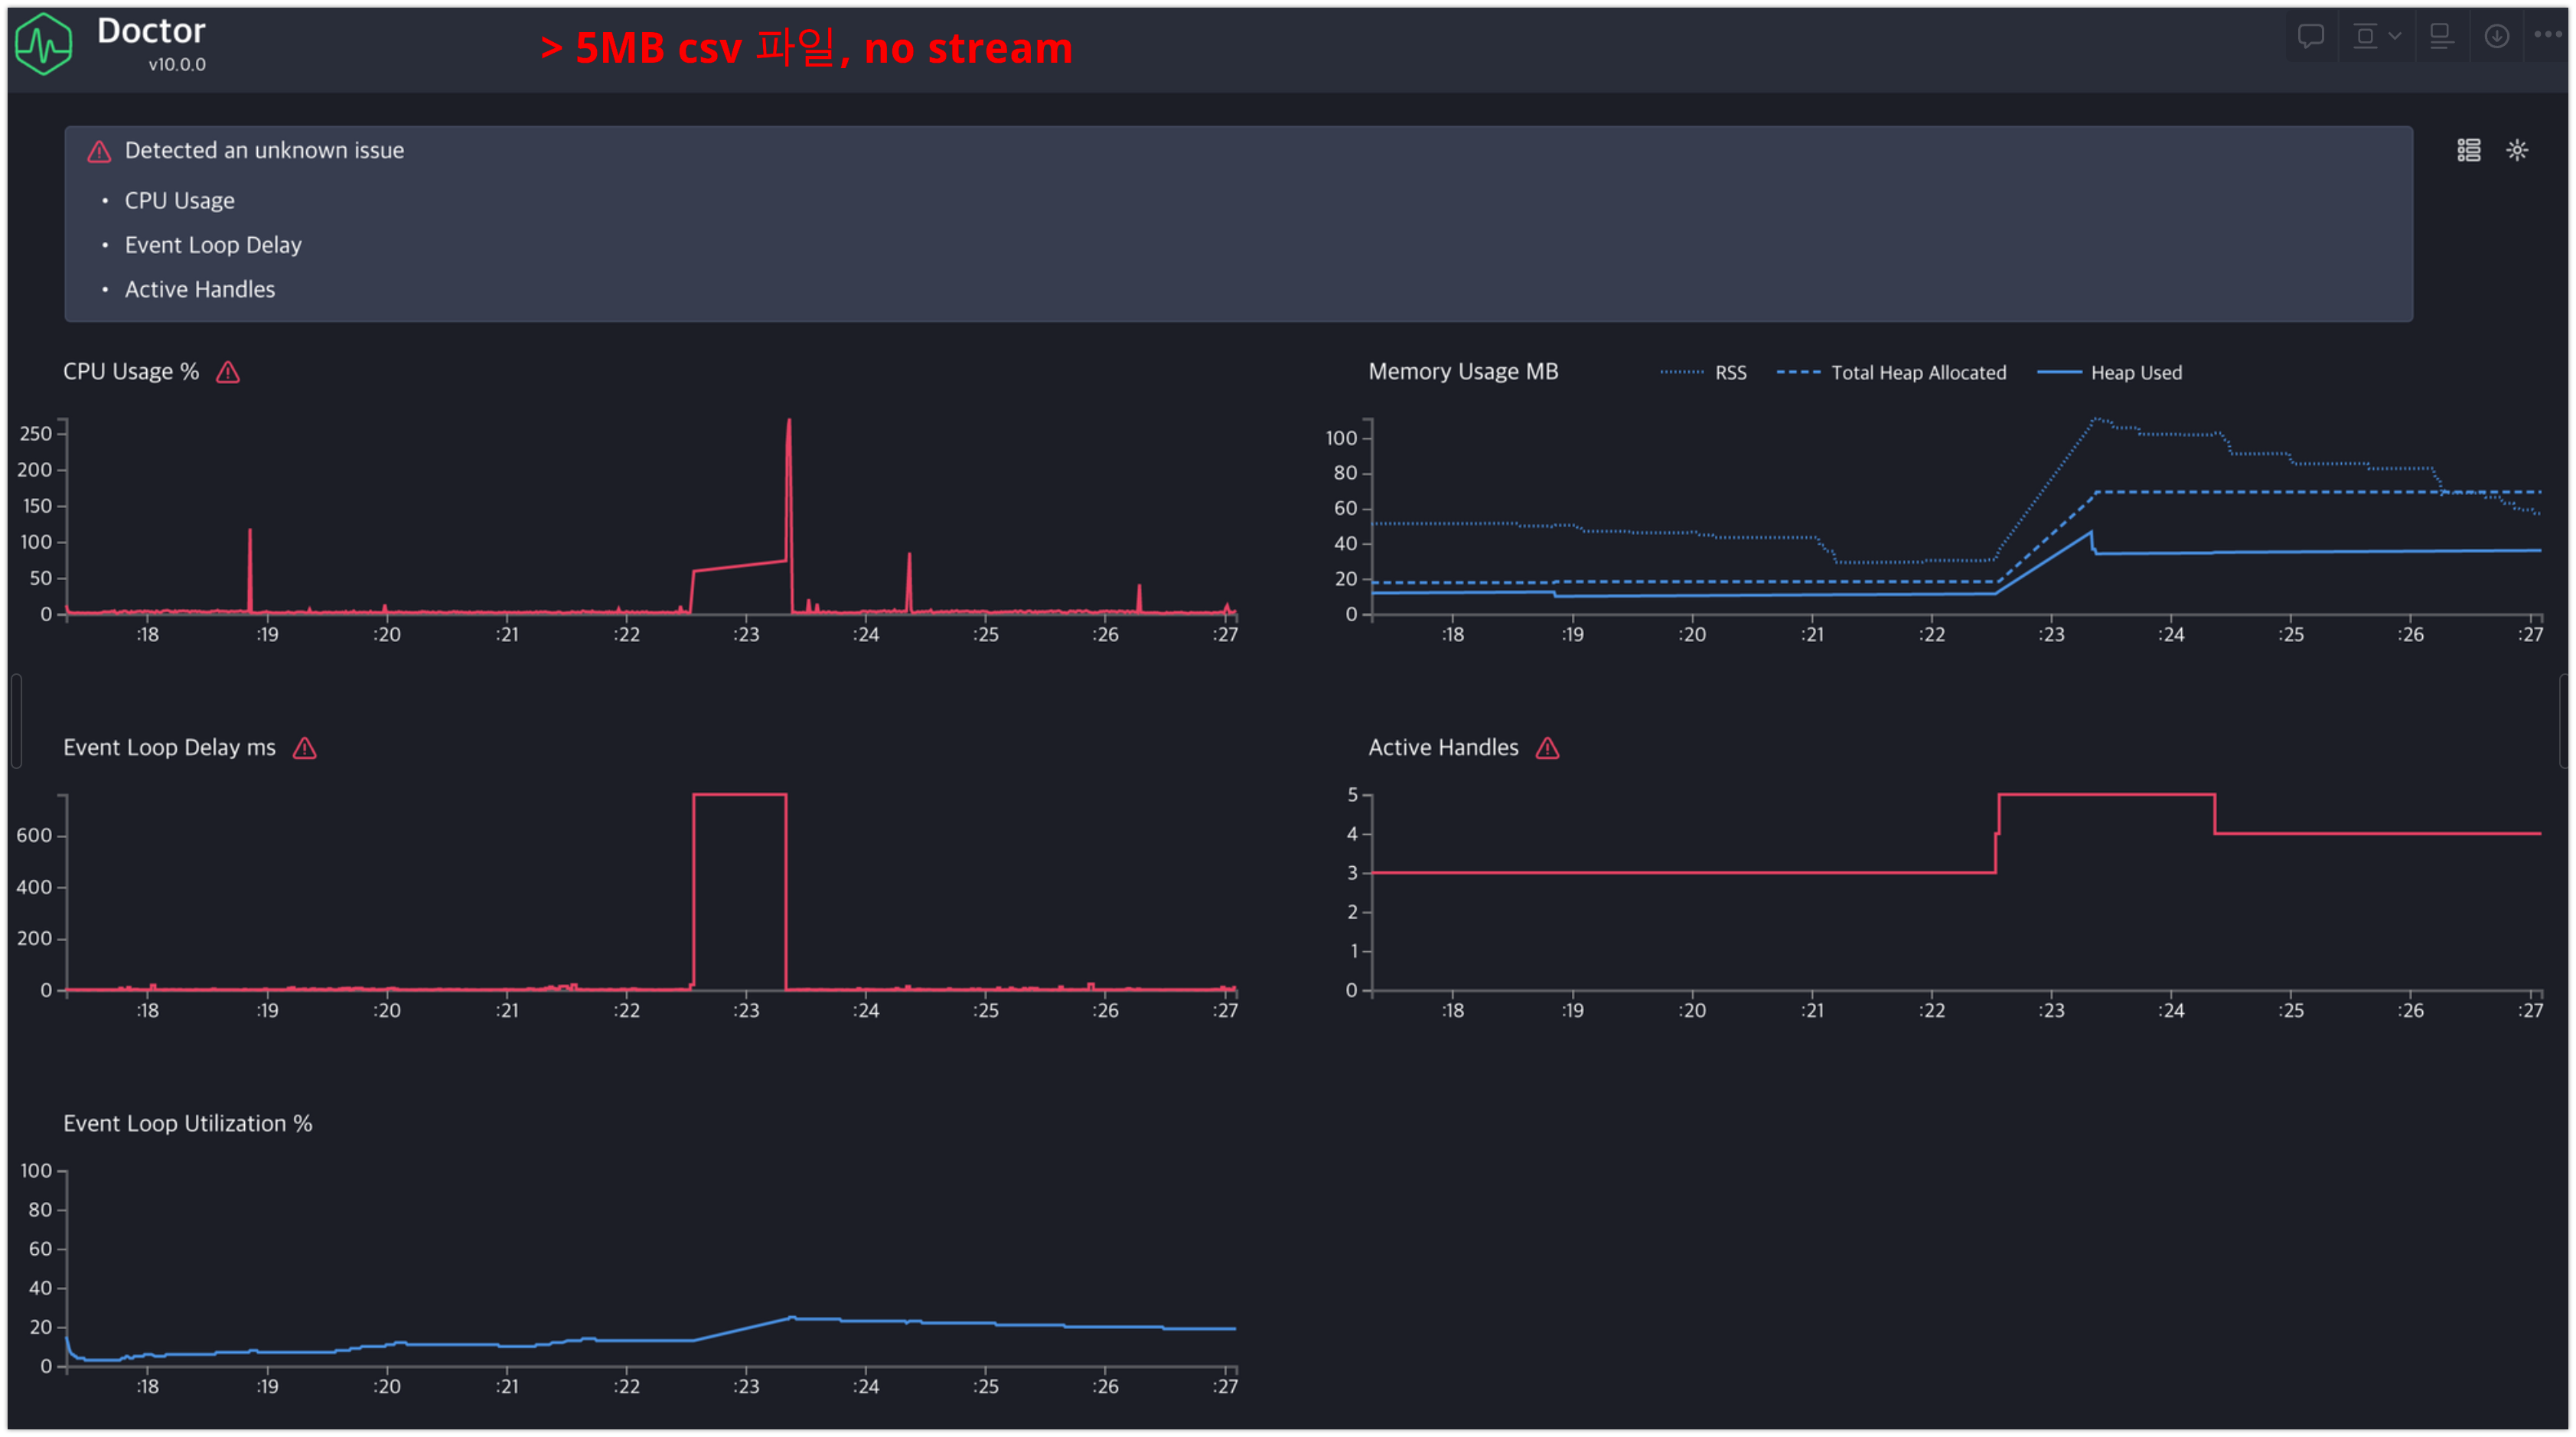 Doctor
v10.0.0
> 5MB csv 파일, no stream
Detected an unknown issue
• CPU Usage
• Event Loop Delay
• Active Handles
CPU Usage %
250
200
150
100
50
0
:18 :19 :20 :21 :22 :23 :24 :25 :26 :27
Memory Usage MB RSS Total Heap Allocated Heap Used
100
80
60
40
20
0
:18 :19 :20 :21 :22 :23 :24 :25 :26 :27
Event Loop Delay ms
600
400
200
0
:18 :19 :20 :21 :22 :23 :24 :25 :26 :27
Active Handles
5
4
3
2
1
0
:18 :19 :20 :21 :22 :23 :24 :25 :26 :27
Event Loop Utilization %
100
80
60
40
20
0
:18 :19 :20 :21 :22 :23 :24 :25 :26 :27